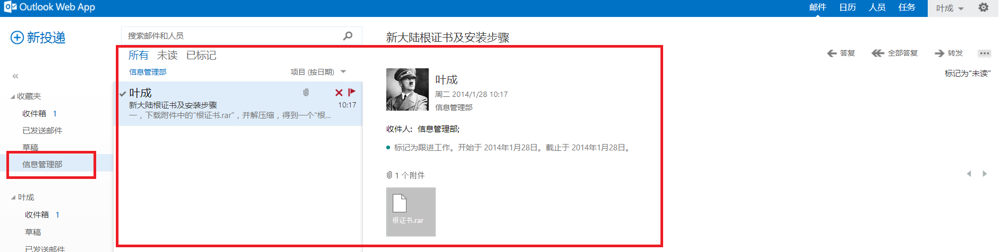 Outlook Web App
邮件 日历 人员 任务 叶成
新投递
搜索邮件和人员
新大陆根证书及安装步骤
答复 全部答复 转发
标记为“未读”
所有 未读 已标记
信息管理部 项目 (按日期)
叶成
新大陆根证书及安装步骤 10:17
一，下载附件中的“根证书.rar”，并解压缩，得到一个“根...
叶成
周二 2014/1/28 10:17
信息管理部
收件人: 信息管理部;
标记为跟进工作。开始于 2014年1月28日。截止于 2014年1月28日。
1 个附件
根证书.rar
收藏夹
收件箱 1
已发送邮件
草稿
信息管理部
叶成
收件箱 1
草稿
已发送邮件